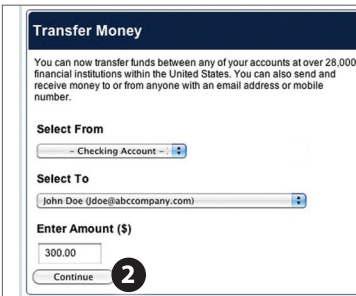 Transfer Money
You can now transfer funds between any of your accounts at over 28,000
financial institutions within the United States. You can also send and
receive money to or from anyone with an email address or mobile
number.
Select From
– Checking Account –
Select To
John Doe (Jdoe@abccompany.com)
Enter Amount ($)
300.00
Continue 2